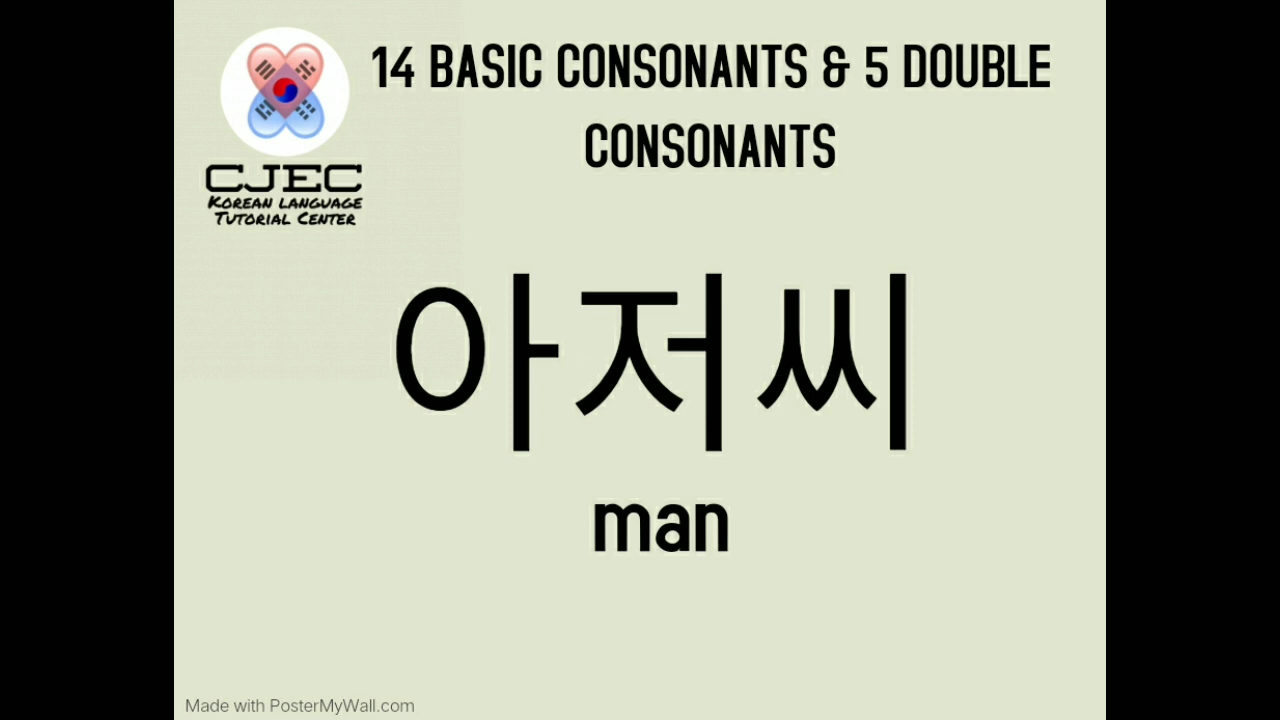 14 BASIC CONSONANTS & 5 DOUBLE
CONSONANTS
CJEC
KOREAN LANGUAGE
TUTORIAL CENTER
아저씨
man
Made with PosterMyWall.com